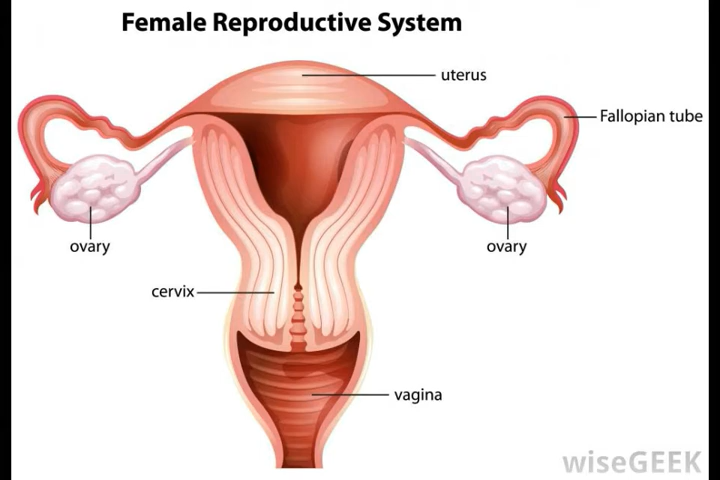 Female Reproductive System
uterus
Fallopian tube
ovary
ovary
cervix
vagina
wiseGEEK